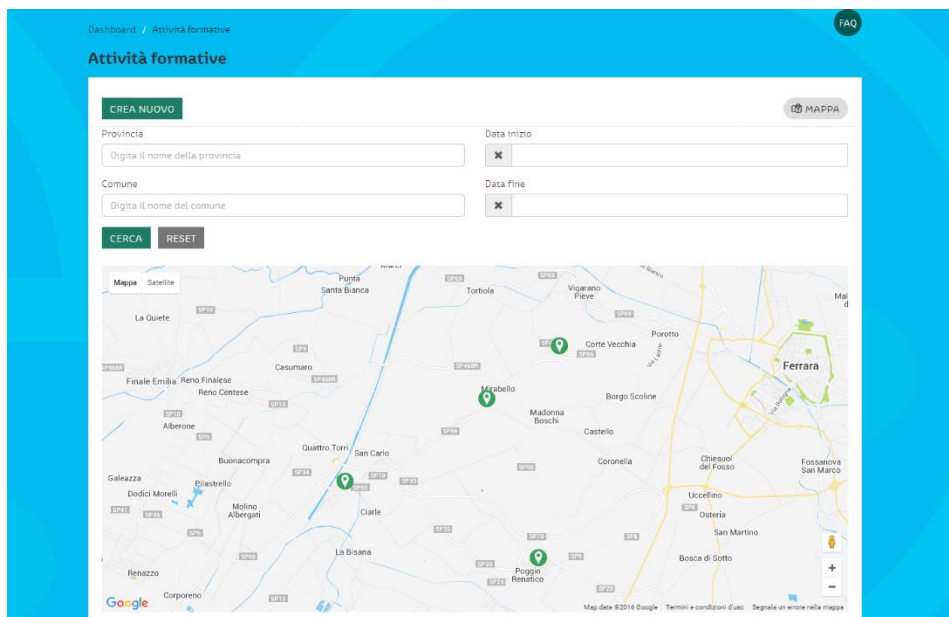 Dashboard / Attività formative
FAQ
Attività formative
CREA NUOVO
MAPPA
Provincia
Data inizio
Digita il nome della provincia
Comune
Data fine
Digita il nome del comune
CERCA RESET
Mappa Satellite
Punta
Santa Bianca
Tortiola
Vigarano
Pieve
La Quiete
Porotto
Corte Vecchia
Ferrara
Casumaro
Finale Emilia
Reno Finalese
Reno Centese
Mirabello
Borgo Scoline
Madonna
Boschi
Alberone
Castello
Quattro Torri
San Carlo
Buonacompra
Coronella
Chiesuol
del Fosso
Fossanova
San Marco
Galeazza
Pilastrello
Dodici Morelli
Uccellino
Molino
Albergati
Ciarle
Osteria
San Martino
La Bisana
Bosca di Sotto
Poggio
Renatico
Renazzo
Corporeno
Google
Map data ©2016 Google Termini e condizioni d'uso Segnala un errore nella mappa